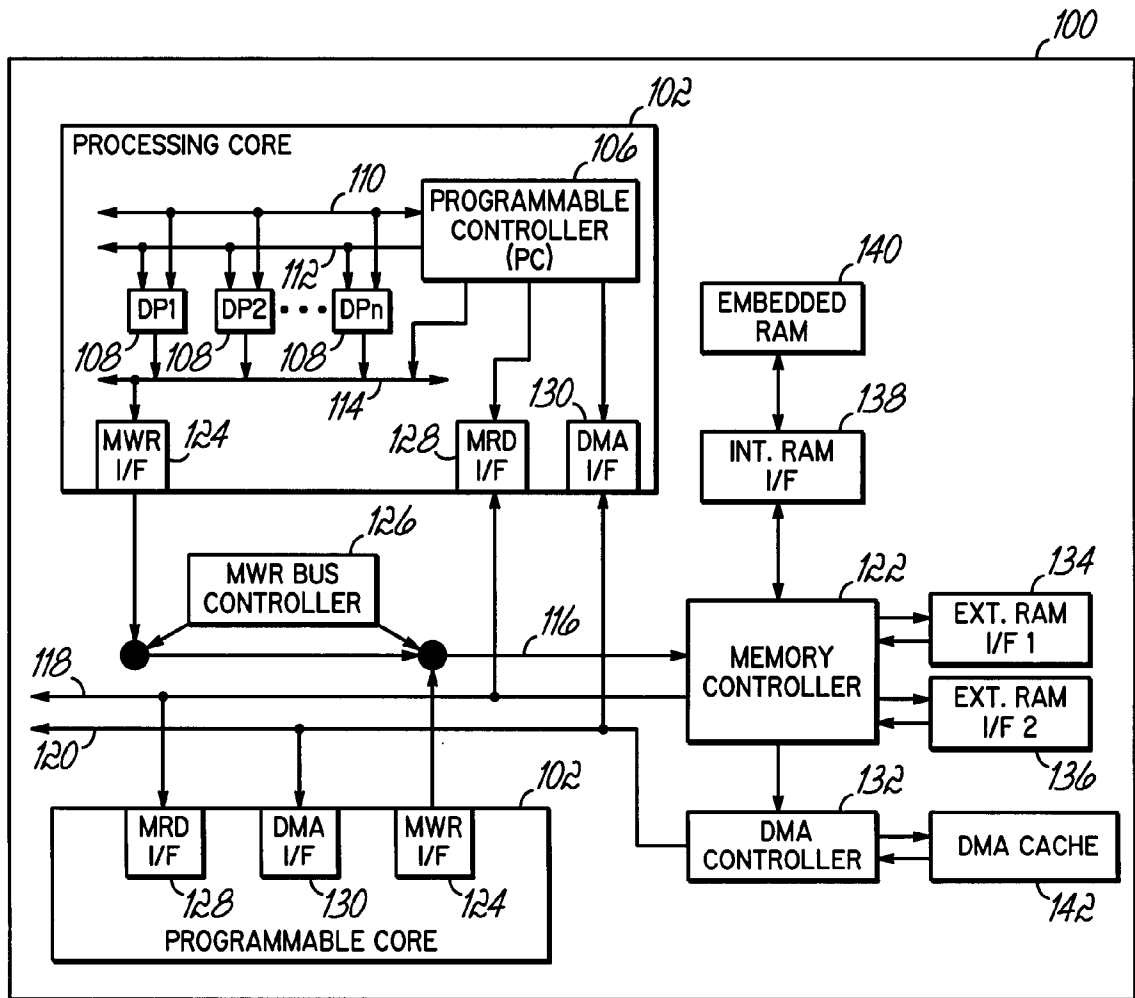 100
102
PROCESSING CORE
106
110
PROGRAMMABLE
CONTROLLER
(PC)
112
140
DP1
DP2
DPn
EMBEDDED
RAM
108
108
108
114
130
138
MWR
I/F
124
128
MRD
I/F
DMA
I/F
INT. RAM
I/F
126
MWR BUS
CONTROLLER
122
134
116
MEMORY
CONTROLLER
EXT. RAM
I/F 1
118
EXT. RAM
I/F 2
120
136
102
132
MRD
I/F
DMA
I/F
MWR
I/F
DMA
CONTROLLER
DMA CACHE
128
130
124
142
PROGRAMMABLE CORE